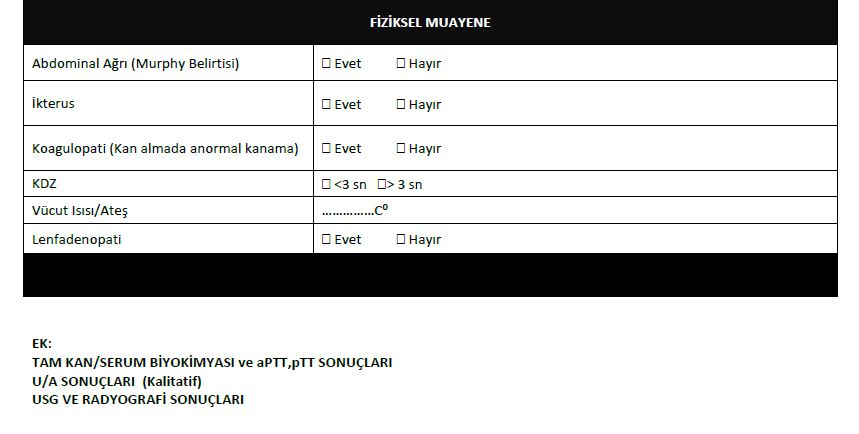 FİZİKSEL MUAYENE
Abdominal Ağrı (Murphy Belirtisi) ☐ Evet ☐ Hayır
İkterus ☐ Evet ☐ Hayır
Koagulopati (Kan almada anormal kanama) ☐ Evet ☐ Hayır
KDZ ☐ <3 sn ☐> 3 sn
Vücut Isısı/Ateş ……………C⁰
Lenfadenopati ☐ Evet ☐ Hayır
EK:
TAM KAN/SERUM BİYOKİMYASI ve aPTT,pTT SONUÇLARI
U/A SONUÇLARI (Kalitatif)
USG VE RADYOGRAFİ SONUÇLARI